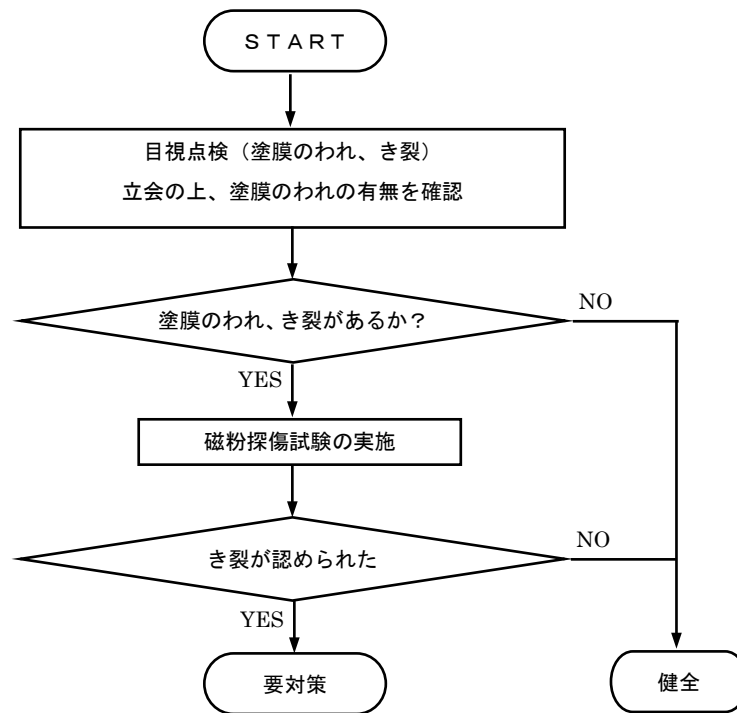 ＳＴＡＲＴ
目視点検（塗膜のわれ、き裂）
立会の上、塗膜のわれの有無を確認
塗膜のわれ、き裂があるか？
NO
YES
磁粉探傷試験の実施
き裂が認められた
NO
YES
要対策
健全